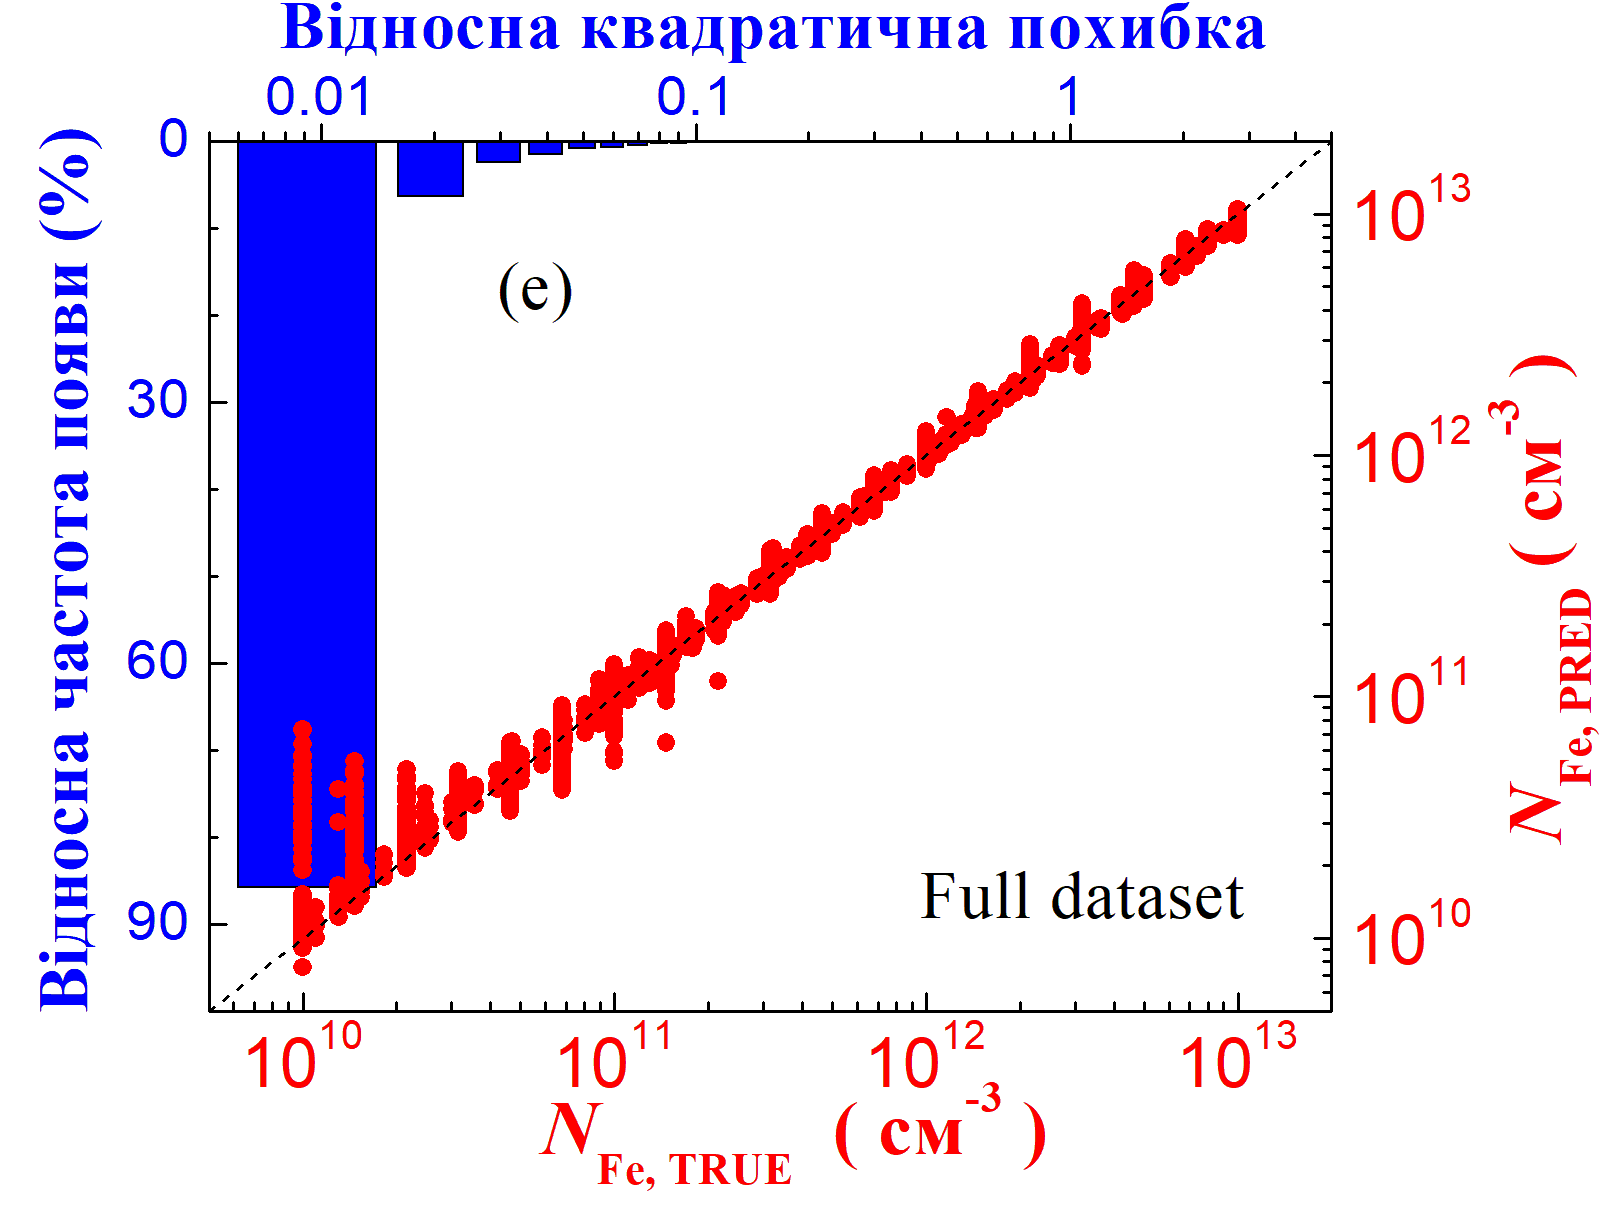 Відносна квадратична похибка
0.01 0.1 1
Відносна частота появи (%)
0
30
60
90
(e)
Full dataset
10^13
10^12
10^11
10^10
N_Fe, PRED ( см^-3 )
10^10 10^11 10^12 10^13
N_Fe, TRUE ( см^-3 )